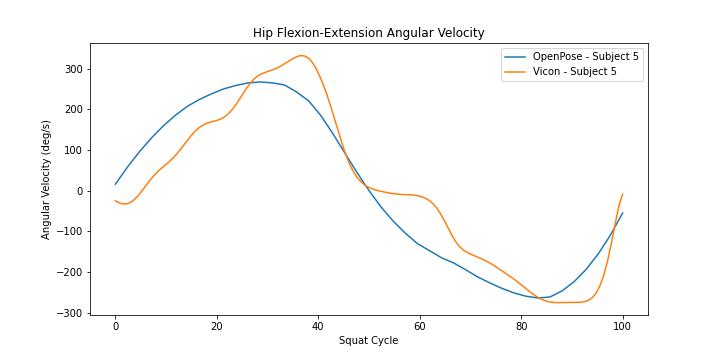 Hip Flexion-Extension Angular Velocity
OpenPose - Subject 5
Vicon - Subject 5
Angular Velocity (deg/s)
300
200
100
0
−100
−200
−300
0
20
40
60
80
100
Squat Cycle